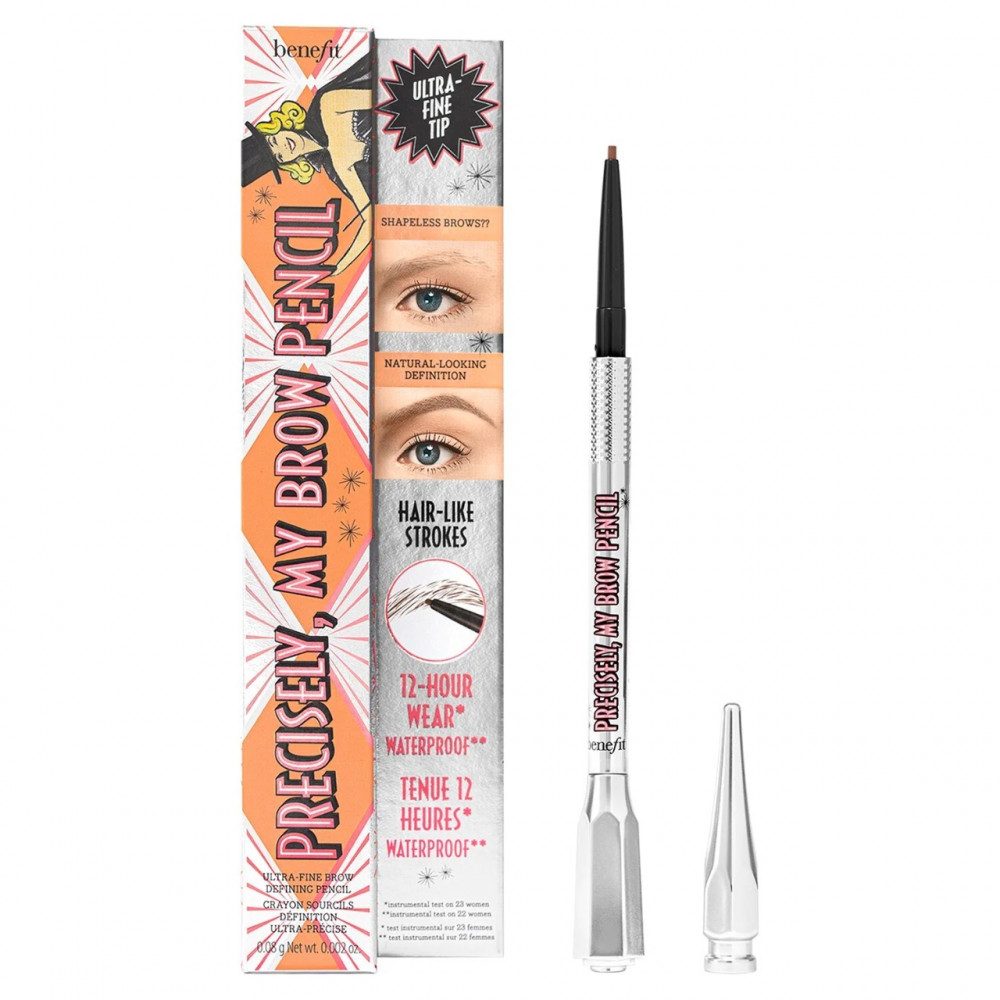 benefit
PRECISELY, MY BROW PENCIL
ULTRA-FINE BROW
DEFINING PENCIL
CRAYON SOURCILS
DÉFINITION
ULTRA-PRÉCISE
0.08 g Net wt. 0.002 oz.
ULTRA-
FINE
TIP
SHAPELESS BROWS??
NATURAL-LOOKING
DEFINITION
HAIR-LIKE
STROKES
12-HOUR
WEAR*
WATERPROOF**
TENUE 12
HEURES*
WATERPROOF**
*instrumental test on 23 women
**instrumental test on 22 women
* test instrumental sur 23 femmes
** test instrumental sur 22 femmes
PRECISELY, MY BROW PENCIL
benefit